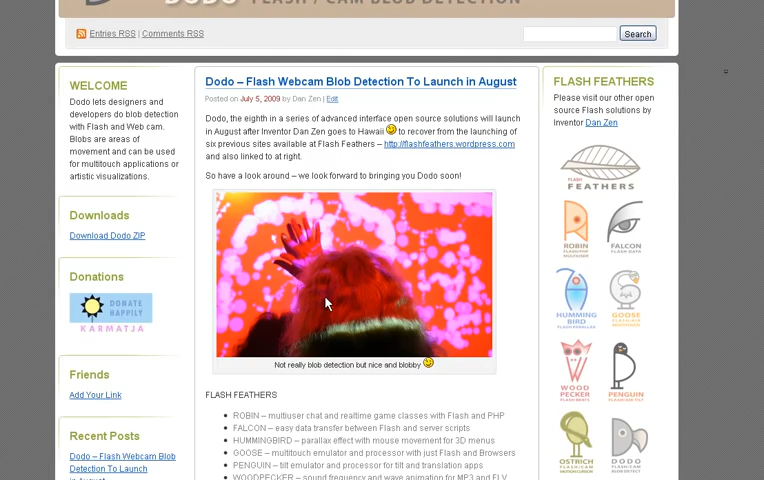 DODO FLASH / CAM BLOB DETECTION
Entries RSS | Comments RSS
Search
WELCOME
Dodo lets designers and
developers do blob detection
with Flash and Web cam.
Blobs are areas of
movement and can be used
for multitouch applications or
artistic visualizations.
Downloads
Download Dodo ZIP
Donations
DONATE
HAPPILY
KARMATJA
Friends
Add Your Link
Recent Posts
Dodo – Flash Webcam Blob
Detection To Launch
in August
Dodo – Flash Webcam Blob Detection To Launch in August
Posted on July 5, 2009 by Dan Zen | Edit
Dodo, the eighth in a series of advanced interface open source solutions will launch
in August after Inventor Dan Zen goes to Hawaii to recover from the launching of
six previous sites available at Flash Feathers – http://flashfeathers.wordpress.com
and also linked to at right.
So have a look around – we look forward to bringing you Dodo soon!
Not really blob detection but nice and blobby
FLASH FEATHERS
ROBIN – multiuser chat and realtime game classes with Flash and PHP
FALCON – easy data transfer between Flash and server scripts
HUMMINGBIRD – parallax effect with mouse movement for 3D menus
GOOSE – multitouch emulator and processor with just Flash and Browsers
PENGUIN – tilt emulator and processor for tilt and translation apps
WOODPECKER – sound frequency and wave animation for MP3 and FLV
FLASH FEATHERS
Please visit our other open
source Flash solutions by
Inventor Dan Zen
FLASH
FEATHERS
ROBIN
FLASH PHP
MULTIUSER
FALCON
FLASH DATA
HUMMING
BIRD
FLASH PARALLAX
GOOSE
WOOD
PECKER
FLASH BEATS
PENGUIN
FLASH CAM TILT
OSTRICH
FLASH/CAM
MOTION CURSOR
DODO
FLASH/CAM
BLOB DETECT